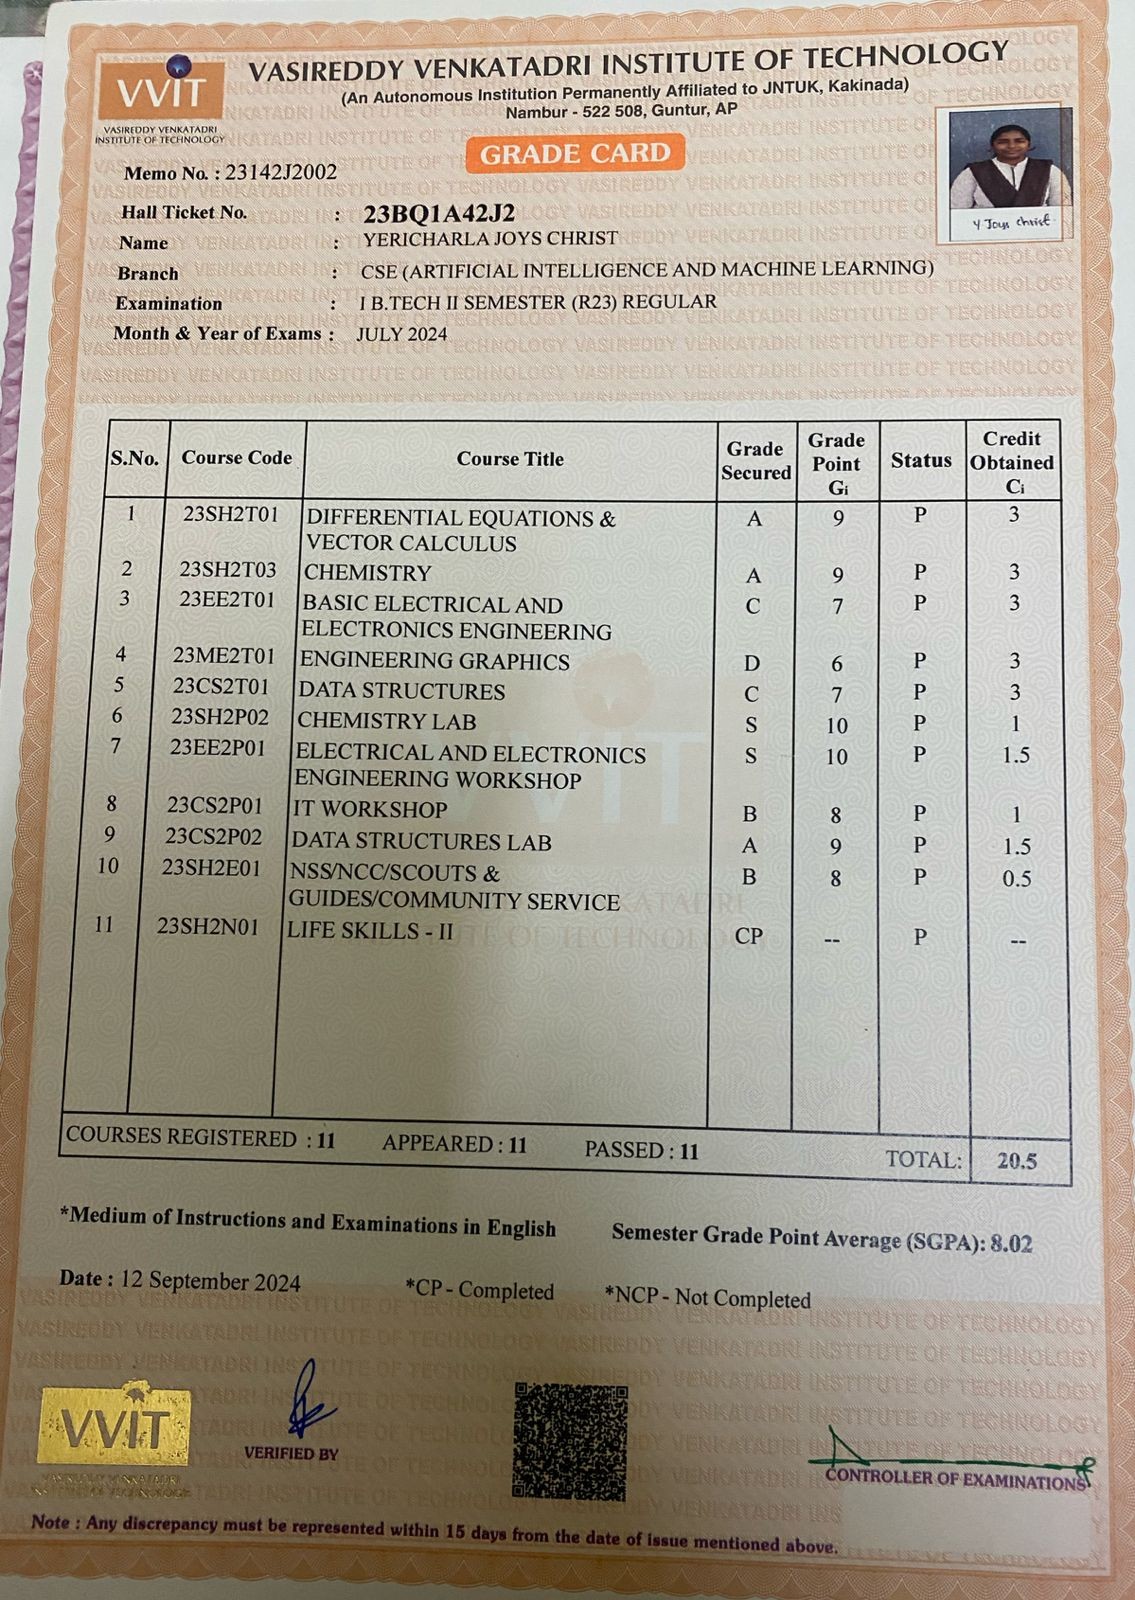 VVIT
VASIREDDY VENKATADRI
INSTITUTE OF TECHNOLOGY
VASIREDDY VENKATADRI INSTITUTE OF TECHNOLOGY
(An Autonomous Institution Permanently Affiliated to JNTUK, Kakinada)
Nambur - 522 508, Guntur, AP
GRADE CARD
Y Joys Christ
Memo No. : 23142J2002
Hall Ticket No. : 23BQ1A42J2
Name : YERICHARLA JOYS CHRIST
Branch : CSE (ARTIFICIAL INTELLIGENCE AND MACHINE LEARNING)
Examination : I B.TECH II SEMESTER (R23) REGULAR
Month & Year of Exams : JULY 2024
S.No. Course Code Course Title Grade Secured Grade Point Gi Status Credit Obtained Ci
1 23SH2T01 DIFFERENTIAL EQUATIONS & A 9 P 3
VECTOR CALCULUS
2 23SH2T03 CHEMISTRY A 9 P 3
3 23EE2T01 BASIC ELECTRICAL AND C 7 P 3
ELECTRONICS ENGINEERING
4 23ME2T01 ENGINEERING GRAPHICS D 6 P 3
5 23CS2T01 DATA STRUCTURES C 7 P 3
6 23SH2P02 CHEMISTRY LAB S 10 P 1
7 23EE2P01 ELECTRICAL AND ELECTRONICS S 10 P 1.5
ENGINEERING WORKSHOP
8 23CS2P01 IT WORKSHOP B 8 P 1
9 23CS2P02 DATA STRUCTURES LAB A 9 P 1.5
10 23SH2E01 NSS/NCC/SCOUTS & B 8 P 0.5
GUIDES/COMMUNITY SERVICE
11 23SH2N01 LIFE SKILLS - II CP -- P --
COURSES REGISTERED : 11 APPEARED : 11 PASSED : 11 TOTAL: 20.5
*Medium of Instructions and Examinations in English Semester Grade Point Average (SGPA): 8.02
Date : 12 September 2024 *CP - Completed *NCP - Not Completed
VVIT
VASIREDDY VENKATADRI
INSTITUTE OF TECHNOLOGY
VERIFIED BY
CONTROLLER OF EXAMINATIONS
Note : Any discrepancy must be represented within 15 days from the date of issue mentioned above.